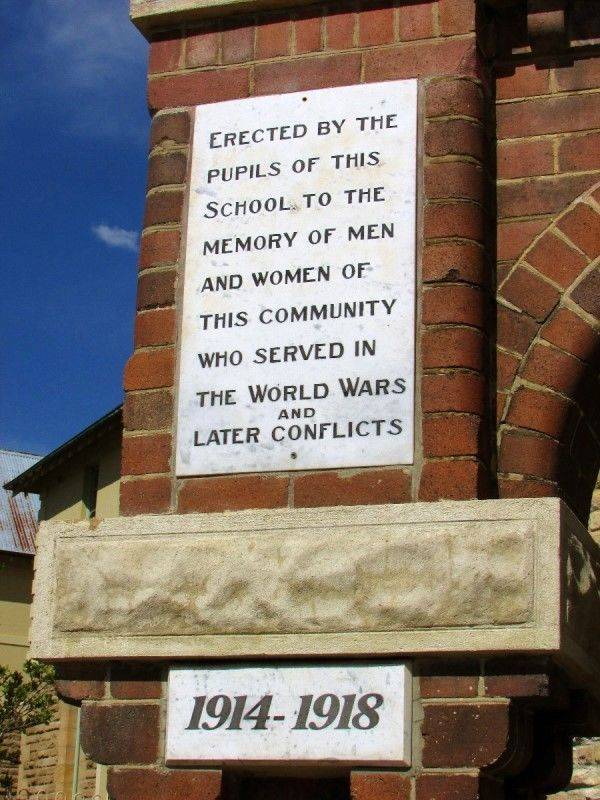 ERECTED BY THE
PUPILS OF THIS
SCHOOL TO THE
MEMORY OF MEN
AND WOMEN OF
THIS COMMUNITY
WHO SERVED IN
THE WORLD WARS
AND
LATER CONFLICTS
1914-1918